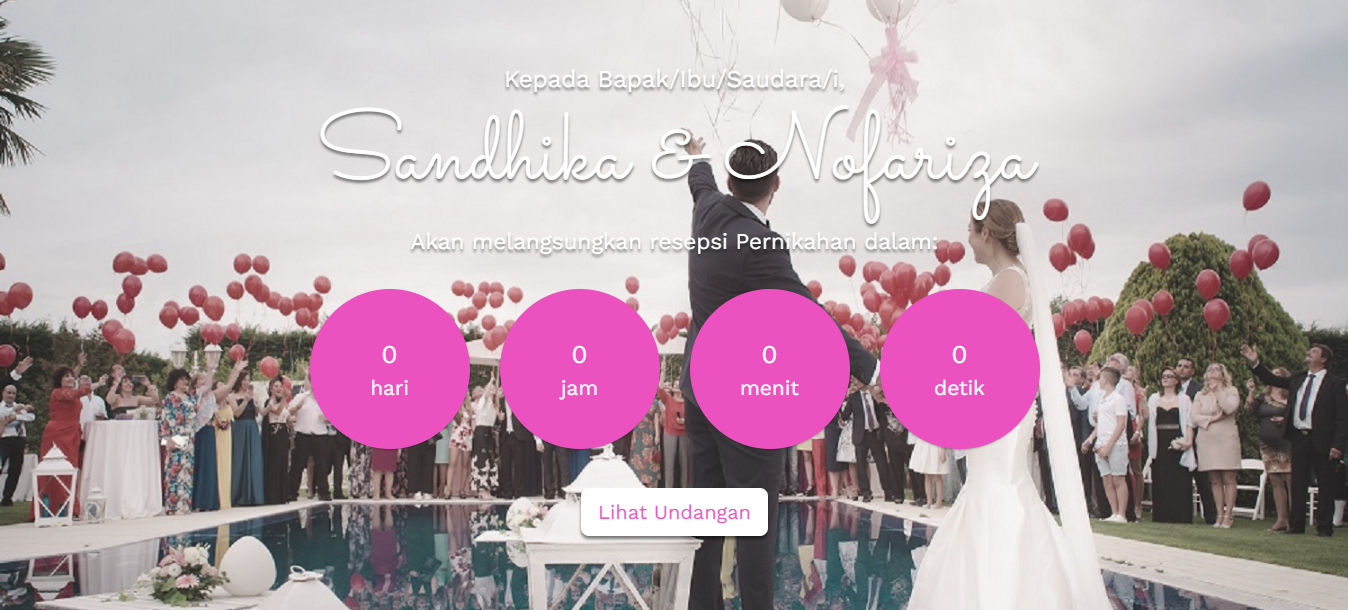 Kepada Bapak/Ibu/Saudara/i,
Sandhika & Nofariza
Akan melangsungkan resepsi Pernikahan dalam:
0 0 0 0
hari jam menit detik
Lihat Undangan